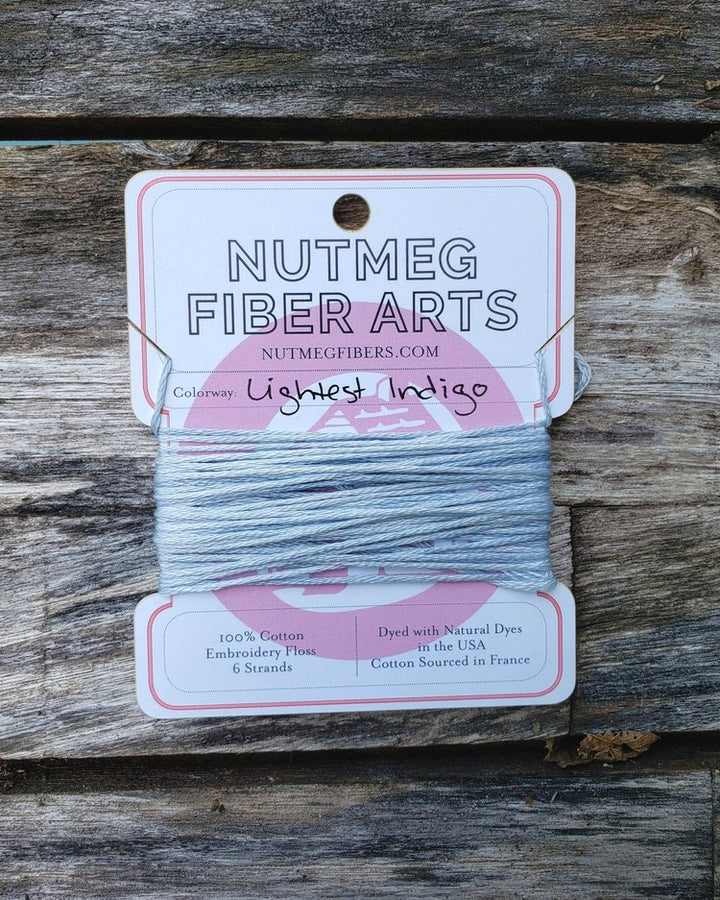 NUTMEG
FIBER ARTS
NUTMEGFIBERS.COM
Colorway: Lightest Indigo
100% Cotton
Embroidery Floss
6 Strands
Dyed with Natural Dyes
in the USA
Cotton Sourced in France